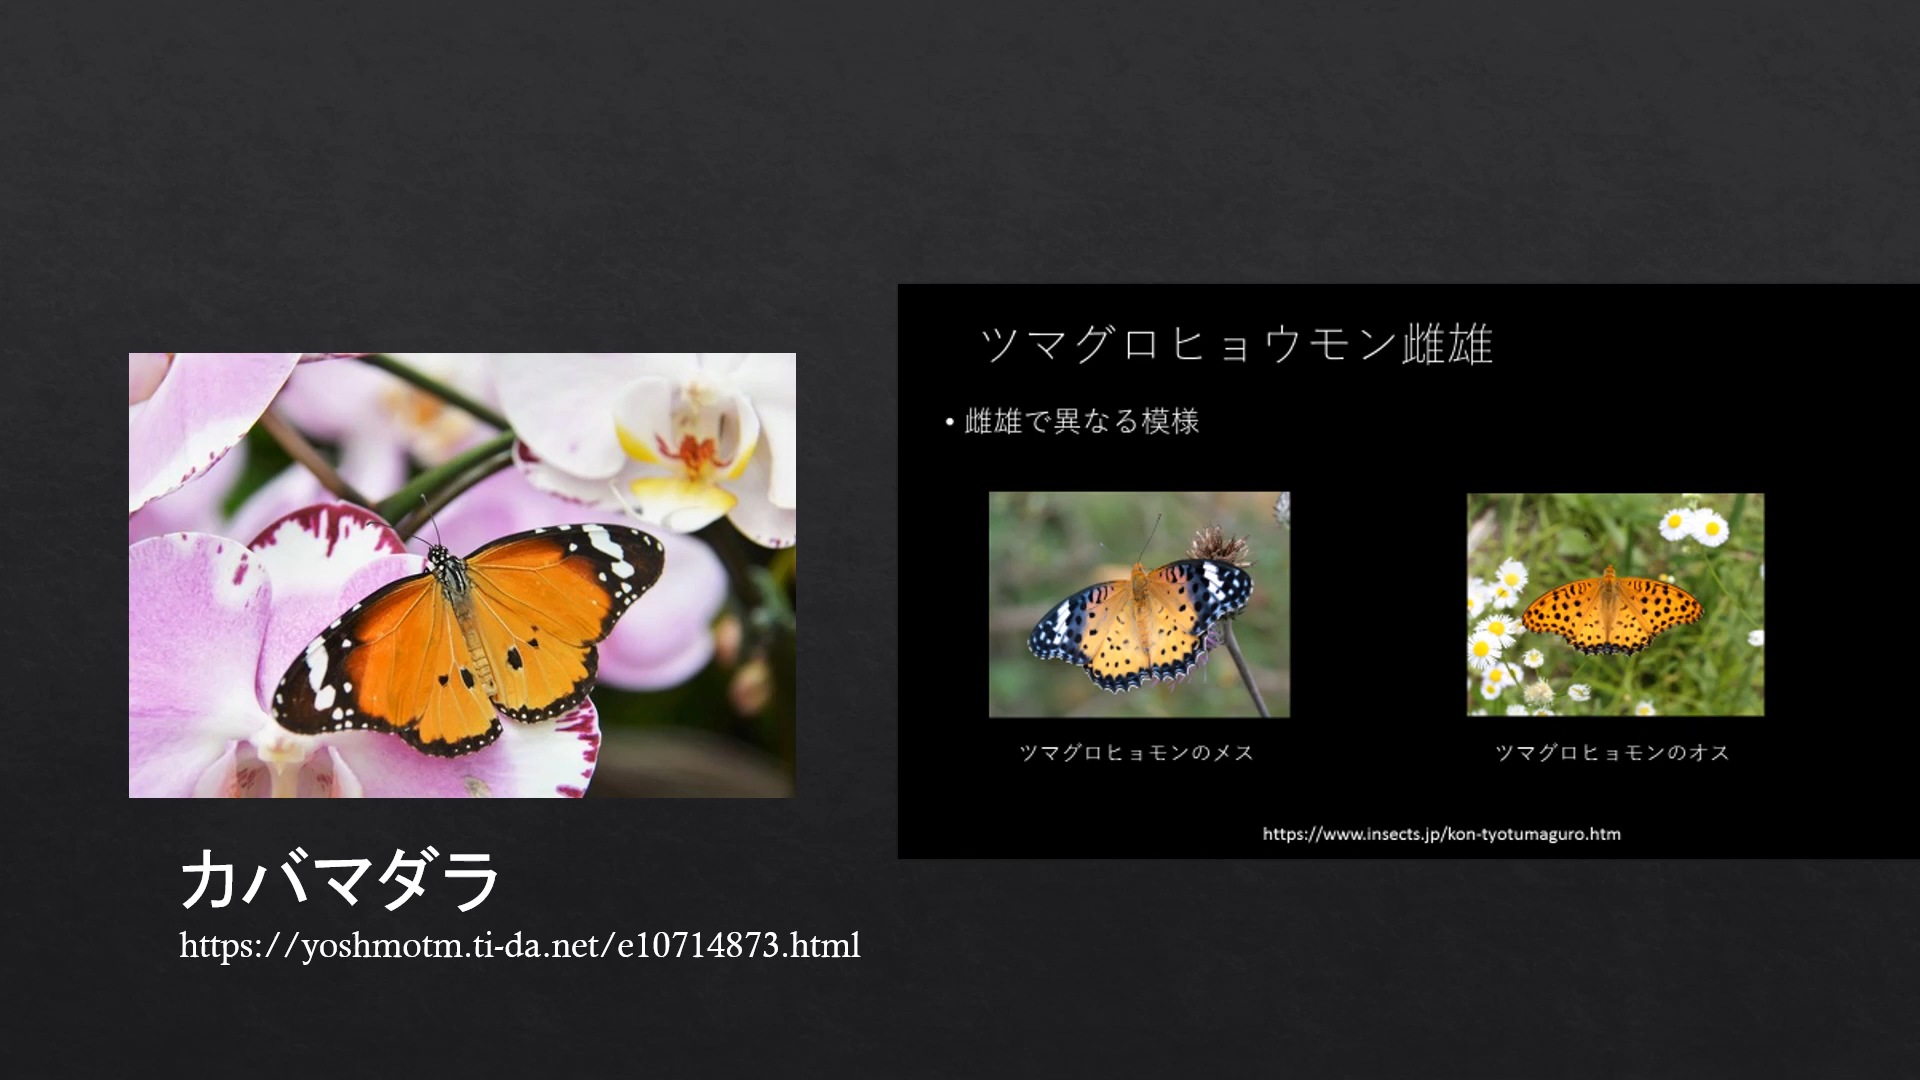 カバマダラ
https://yoshmotm.ti-da.net/e10714873.html
ツマグロヒョウモン雌雄
• 雌雄で異なる模様
ツマグロヒョモンのメス
ツマグロヒョモンのオス
https://www.insects.jp/kon-tyotumaguro.htm